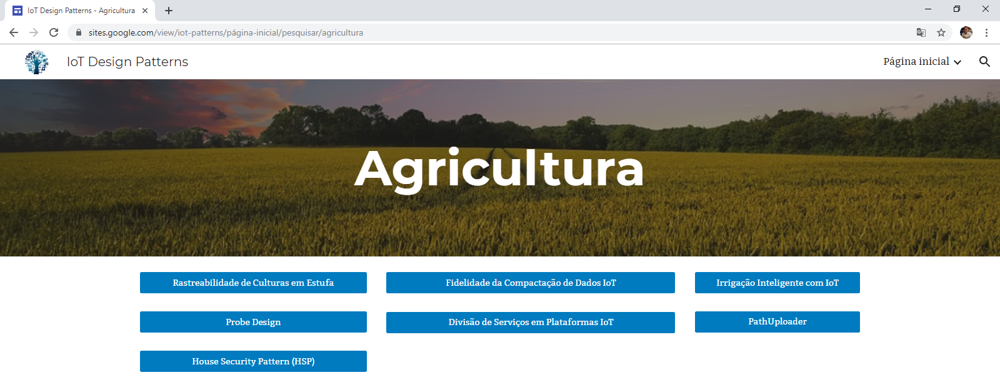 IoT Design Patterns - Agricultura
sites.google.com/view/iot-patterns/página-inicial/pesquisar/agricultura
IoT Design Patterns
Página inicial
Agricultura
Rastreabilidade de Culturas em Estufa
Fidelidade da Compactação de Dados IoT
Irrigação Inteligente com IoT
Probe Design
Divisão de Serviços em Plataformas IoT
PathUploader
House Security Pattern (HSP)